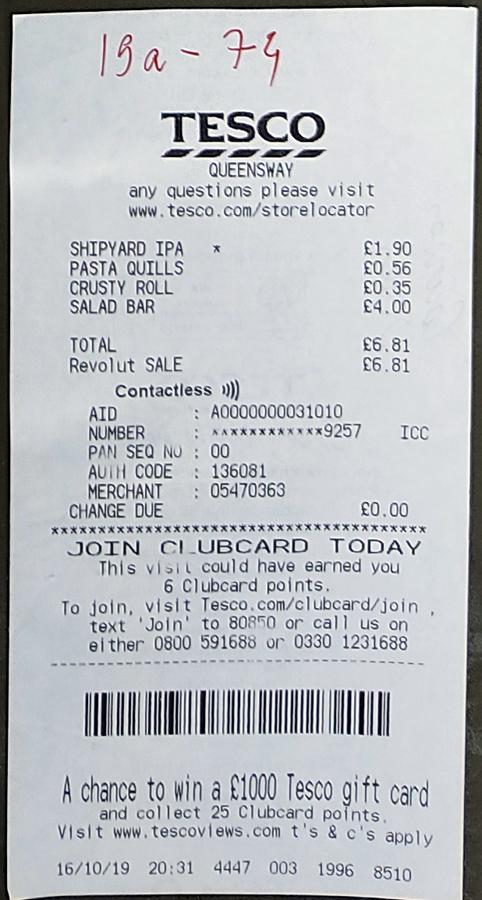 19a - 74
TESCO
QUEENSWAY
any questions please visit
www.tesco.com/storelocator
SHIPYARD IPA * £1.90
PASTA QUILLS £0.56
CRUSTY ROLL £0.35
SALAD BAR £4.00
TOTAL £6.81
Revolut SALE £6.81
Contactless
AID : A0000000031010
NUMBER : ************9257 ICC
PAN SEQ NO : 00
AUTH CODE : 136081
MERCHANT : 05470363
CHANGE DUE £0.00
****************************************
JOIN CLUBCARD TODAY
This visit could have earned you
6 Clubcard points.
To join, visit Tesco.com/clubcard/join ,
text 'Join' to 80850 or call us on
either 0800 591688 or 0330 1231688
----------------------------------------
A chance to win a £1000 Tesco gift card
and collect 25 Clubcard points.
Visit www.tescoviews.com t's & c's apply
16/10/19 20:31 4447 003 1996 8510